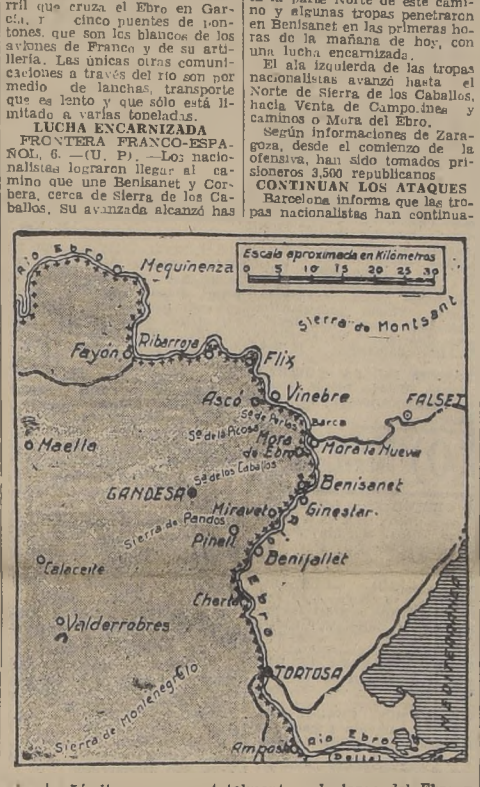 rril que cruza el Ebro en Gar-
cía, y cinco puentes de pon-
tones, que son los blancos de los
aviones de Franco y de su arti-
llería. Las únicas otras comuni-
caciones a través del río son por
medio de lanchas, transporte
que es lento y que sólo está li-
mitado a varias toneladas.
LUCHA ENCARNIZADA
FRONTERA FRANCO-ESPA-
ÑOL, 6. —(U. P). —Los nacio-
nalistas lograron llegar al ca-
mino que une Benisanet y Cor-
bera, cerca de Sierra de los Ca-
ballos. Su avanzada alcanzó has
Norte de este cami-
no y algunas tropas penetraron
en Benisanet en las primeras ho-
ras de la mañana de hoy, con
una lucha encarnizada.
El ala izquierda de las tropas
nacionalistas avanzó hasta el
Norte de Sierra de los Caballos,
hacia Venta de Camposines y
caminos o Mora del Ebro.
Según informaciones de Zara-
goza, desde el comienzo de la
ofensiva, han sido tomados pri-
sioneros 3,500 republicanos
CONTINUAN LOS ATAQUES
Barcelona informa que las tro-
pas nacionalistas han continua-
Rio Ebro
Mequinenza
Escala aproximada en Kilómetros
0 5 10 15 20 25 30
Sierra de Montsant
Fayón
Ribarroja
Flix
Ascó
Vinebre
FALSET
Sª de Perlas
Barca
Sª de la Picosa
Mora
de Ebro
Mora la Nueva
Maella
Sª de los Caballos
GANDESA
Benisanet
Miravet
Ginestar
Sierra de Pandos
Pinell
Benifallet
Calaceite
EBRO
Cherta
Valderrobres
TORTOSA
MEDITERRANEO
Sierra de Montenegrelo
Amposta
Rio Ebro
Delta